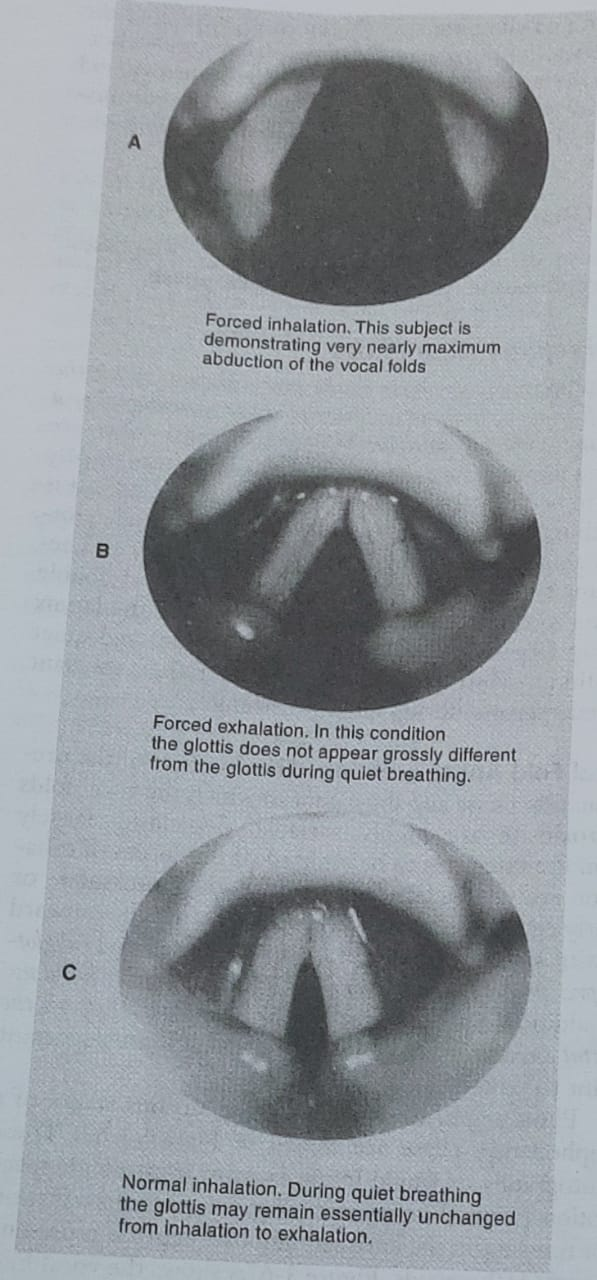 A
Forced inhalation. This subject is
demonstrating very nearly maximum
abduction of the vocal folds
B
Forced exhalation. In this condition
the glottis does not appear grossly different
from the glottis during quiet breathing.
C
Normal inhalation. During quiet breathing
the glottis may remain essentially unchanged
from inhalation to exhalation.